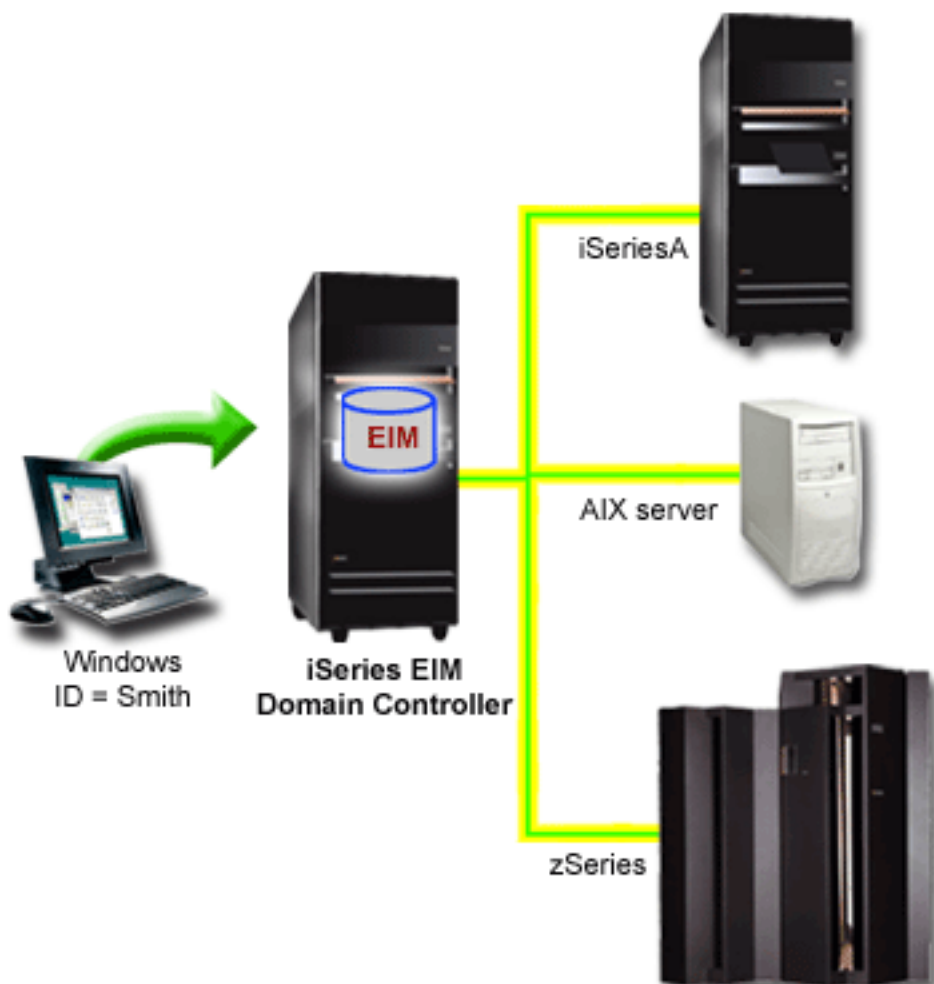 iSeriesA
EIM
AIX server
Windows
ID = Smith
iSeries EIM
Domain Controller
zSeries